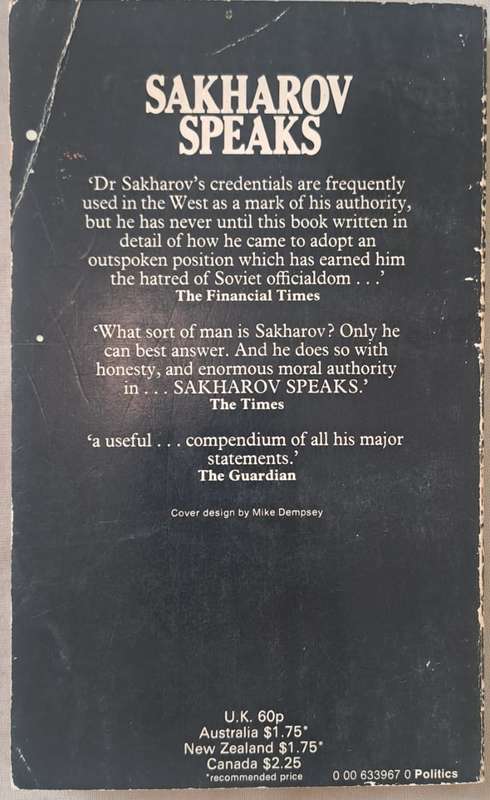 SAKHAROV
SPEAKS
‘Dr Sakharov’s credentials are frequently
used in the West as a mark of his authority,
but he has never until this book written in
detail of how he came to adopt an
outspoken position which has earned him
the hatred of Soviet officialdom . . .’
The Financial Times
‘What sort of man is Sakharov? Only he
can best answer. And he does so with
honesty, and enormous moral authority
in . . . SAKHAROV SPEAKS.’
The Times
‘a useful . . . compendium of all his major
statements.’
The Guardian
Cover design by Mike Dempsey
U.K. 60p
Australia $1.75*
New Zealand $1.75*
Canada $2.25
*recommended price
0 00 633967 0 Politics